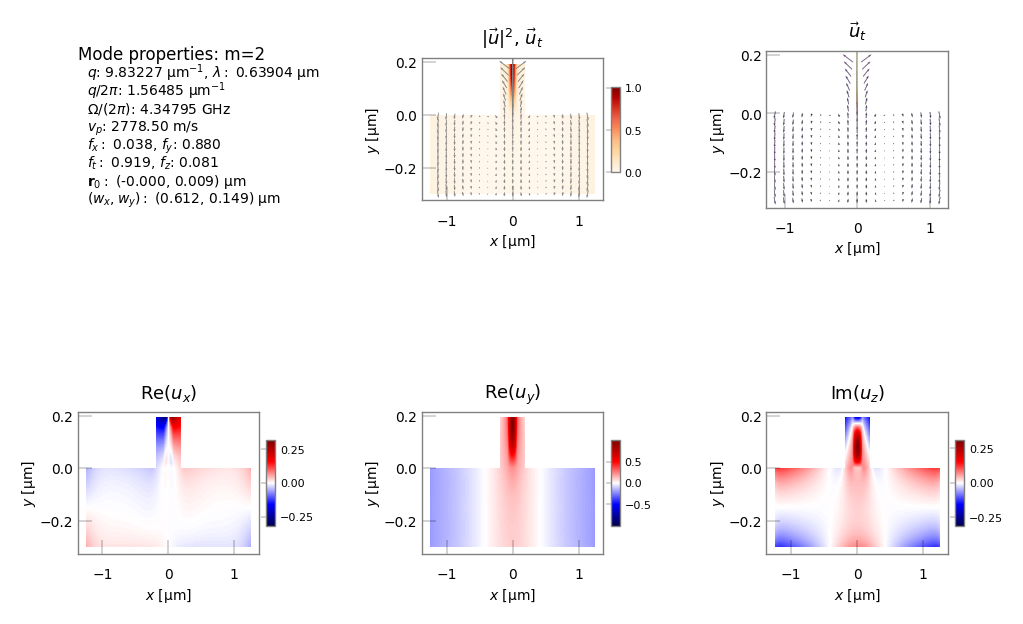 Mode properties: m=2
q: 9.83227 μm⁻¹, λ : 0.63904 μm
q/2π: 1.56485 μm⁻¹
Ω/(2π): 4.34795 GHz
vₚ: 2778.50 m/s
fₓ : 0.038, f_y: 0.880
fₜ : 0.919, f_z: 0.081
r₀ : (-0.000, 0.009) μm
(wₓ, w_y) : (0.612, 0.149) μm
|u⃗|², u⃗ₜ
0.2
0.0
−0.2
y [μm]
−1 0 1
x [μm]
1.0
0.5
0.0
u⃗ₜ
0.2
0.0
−0.2
y [μm]
−1 0 1
x [μm]
Re(uₓ)
0.2
0.0
−0.2
y [μm]
−1 0 1
x [μm]
0.25
0.00
−0.25
Re(u_y)
0.2
0.0
−0.2
y [μm]
−1 0 1
x [μm]
0.5
0.0
−0.5
Im(u_z)
0.2
0.0
−0.2
y [μm]
−1 0 1
x [μm]
0.25
0.00
−0.25